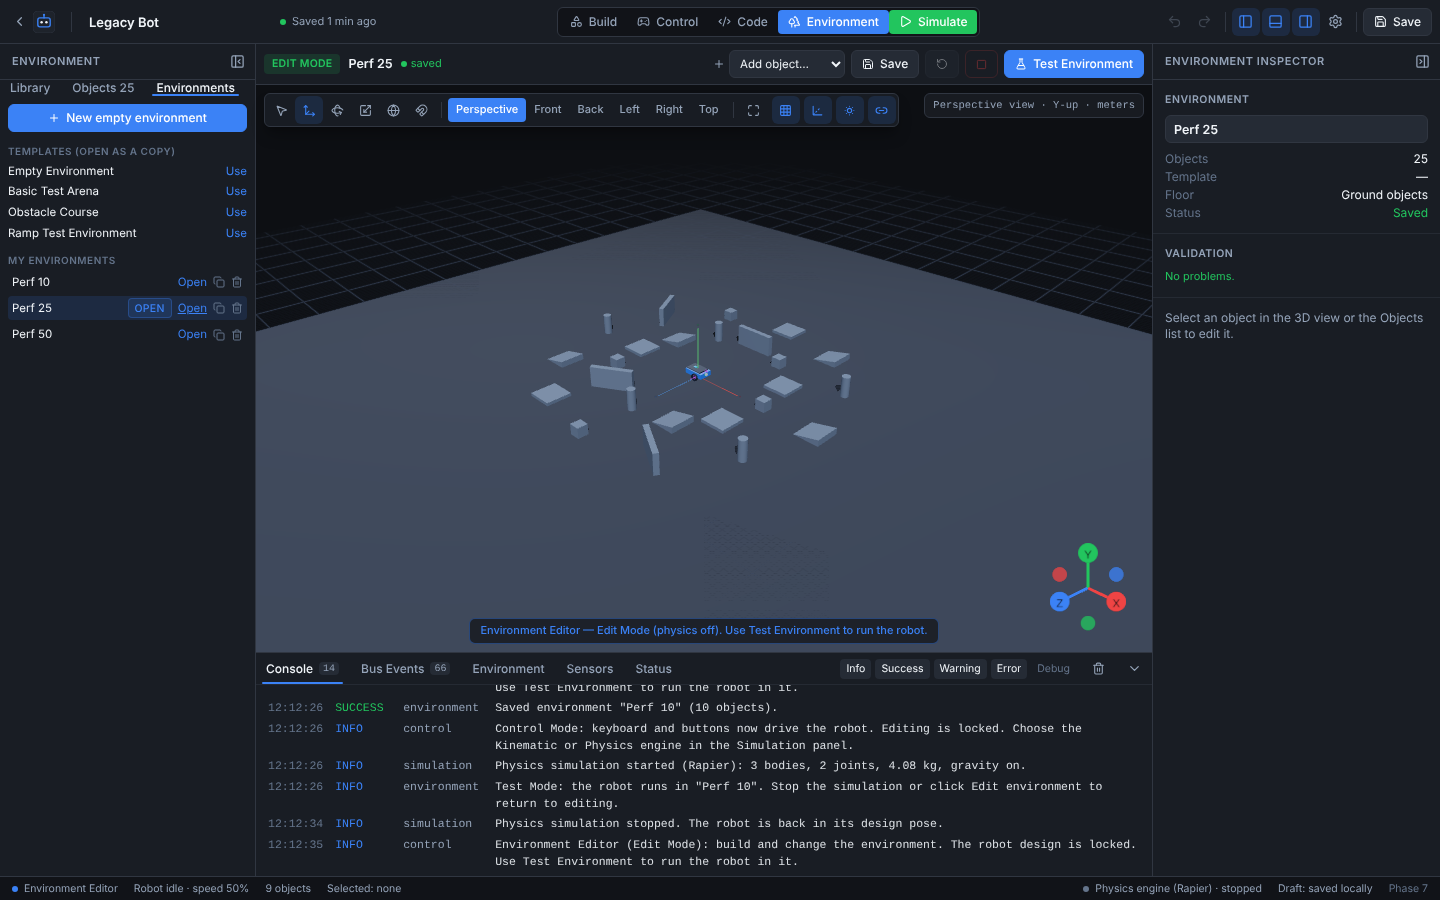 Legacy Bot
Saved 1 min ago
Build
Control
Code
Environment
Simulate
Save
ENVIRONMENT
Library
Objects 25
Environments
New empty environment
TEMPLATES (OPEN AS A COPY)
Empty Environment Use
Basic Test Arena Use
Obstacle Course Use
Ramp Test Environment Use
MY ENVIRONMENTS
Perf 10 Open
Perf 25 OPEN Open
Perf 50 Open
EDIT MODE Perf 25 saved
Add object...
Save
Test Environment
Perspective Front Back Left Right Top
Perspective view · Y-up · meters
Y
Z
X
Environment Editor — Edit Mode (physics off). Use Test Environment to run the robot.
Console 14
Bus Events 66
Environment
Sensors
Status
Info Success Warning Error Debug
Use Test Environment to run the robot in it.
12:12:26 SUCCESS environment Saved environment "Perf 10" (10 objects).
12:12:26 INFO control Control Mode: keyboard and buttons now drive the robot. Editing is locked. Choose the
Kinematic or Physics engine in the Simulation panel.
12:12:26 INFO simulation Physics simulation started (Rapier): 3 bodies, 2 joints, 4.08 kg, gravity on.
12:12:26 INFO environment Test Mode: the robot runs in "Perf 10". Stop the simulation or click Edit environment to
return to editing.
12:12:34 INFO simulation Physics simulation stopped. The robot is back in its design pose.
12:12:35 INFO control Environment Editor (Edit Mode): build and change the environment. The robot design is locked.
Use Test Environment to run the robot in it.
ENVIRONMENT INSPECTOR
ENVIRONMENT
Perf 25
Objects 25
Template —
Floor Ground objects
Status Saved
VALIDATION
No problems.
Select an object in the 3D view or the Objects
list to edit it.
Environment Editor Robot idle · speed 50% 9 objects Selected: none
Physics engine (Rapier) · stopped Draft: saved locally Phase 7